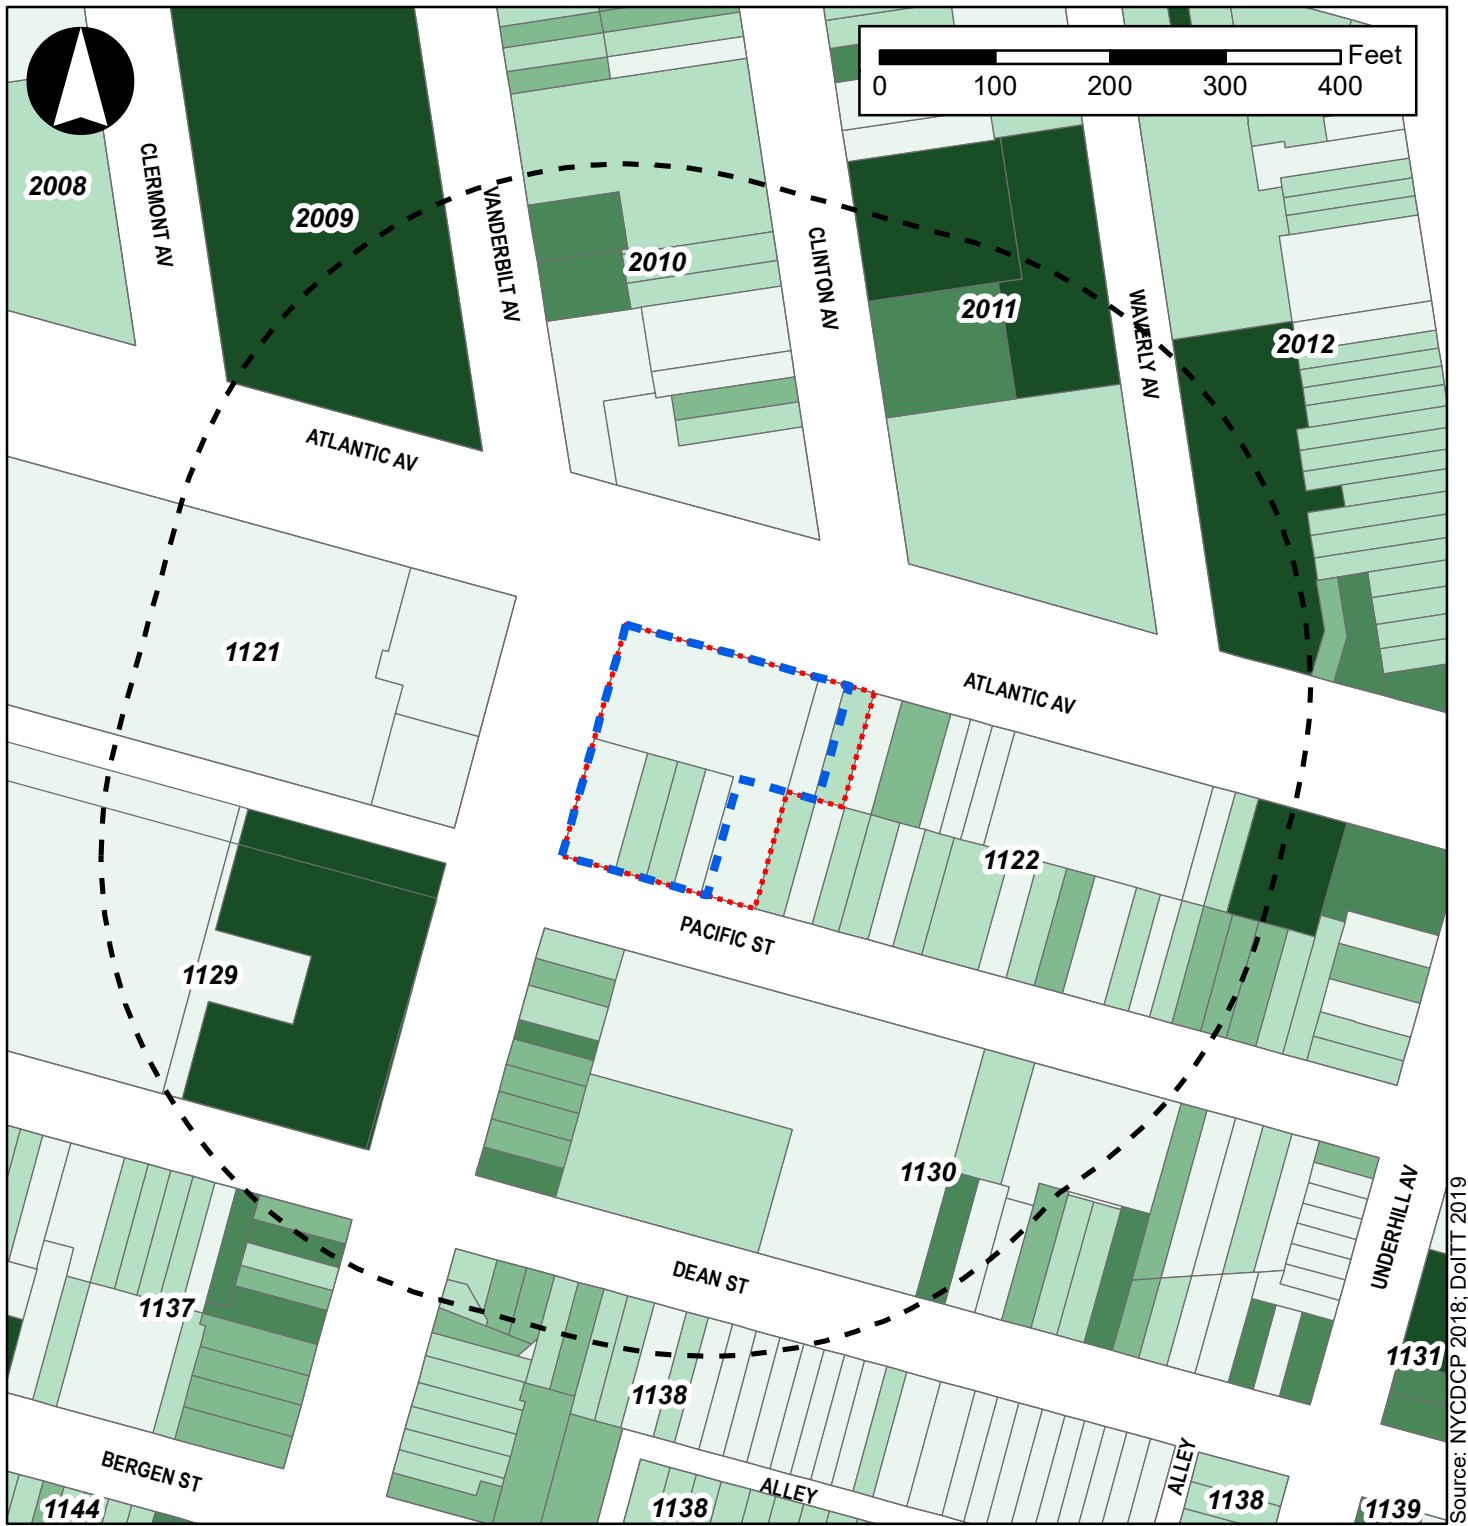 Feet
0 100 200 300 400
CLERMONT AV
2008
2009
VANDERBILT AV
2010
CLINTON AV
2011
WAVERLY AV
2012
ATLANTIC AV
1121
ATLANTIC AV
1122
PACIFIC ST
1129
1130
UNDERHILL AV
DEAN ST
1137
1131
1138
BERGEN ST
ALLEY
ALLEY
1144
1138
1138
1139
Source: NYCDCP 2018; DoITT 2019